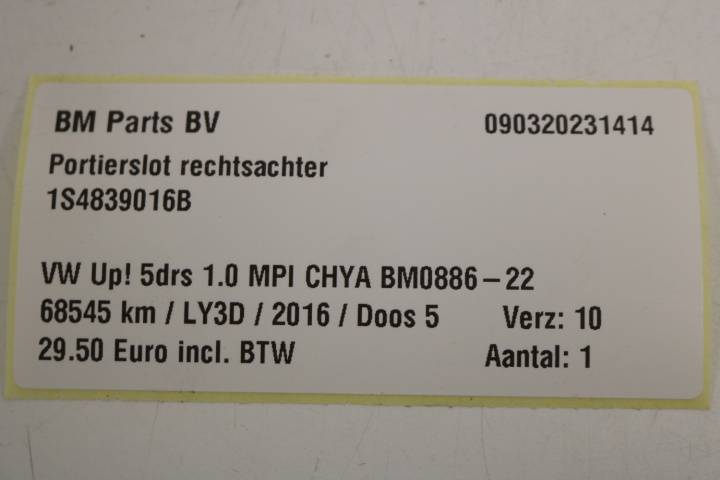 BM Parts BV 090320231414
Portierslot rechtsachter
1S4839016B
VW Up! 5drs 1.0 MPI CHYA BM0886-22
68545 km / LY3D / 2016 / Doos 5 Verz: 10
29.50 Euro incl. BTW Aantal: 1